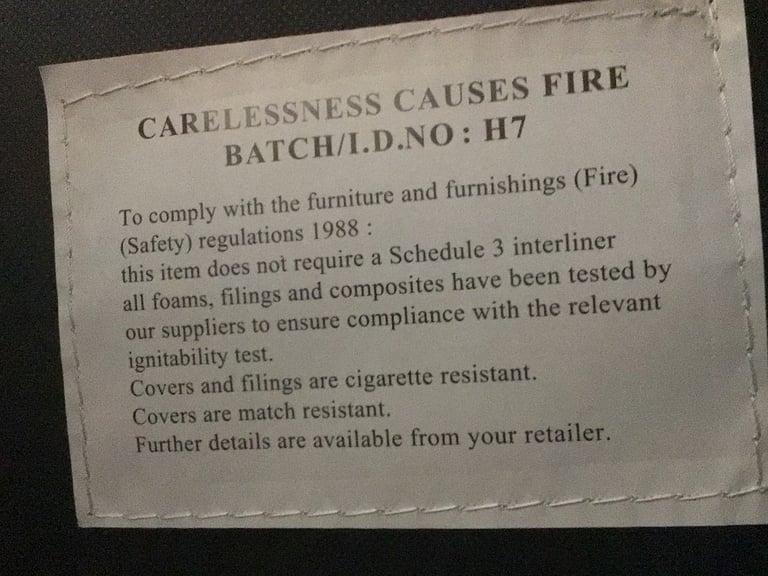 CARELESSNESS CAUSES FIRE
BATCH/I.D.NO : H7
To comply with the furniture and furnishings (Fire)
(Safety) regulations 1988 :
this item does not require a Schedule 3 interliner
all foams, filings and composites have been tested by
our suppliers to ensure compliance with the relevant
ignitability test.
Covers and filings are cigarette resistant.
Covers are match resistant.
Further details are available from your retailer.